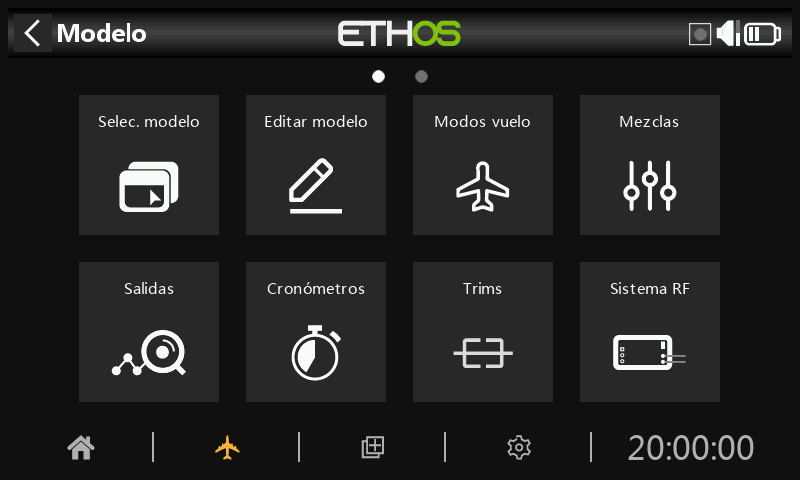 Modelo
ETHOS
Selec. modelo
Editar modelo
Modos vuelo
Mezclas
Salidas
Cronómetros
Trims
Sistema RF
20:00:00